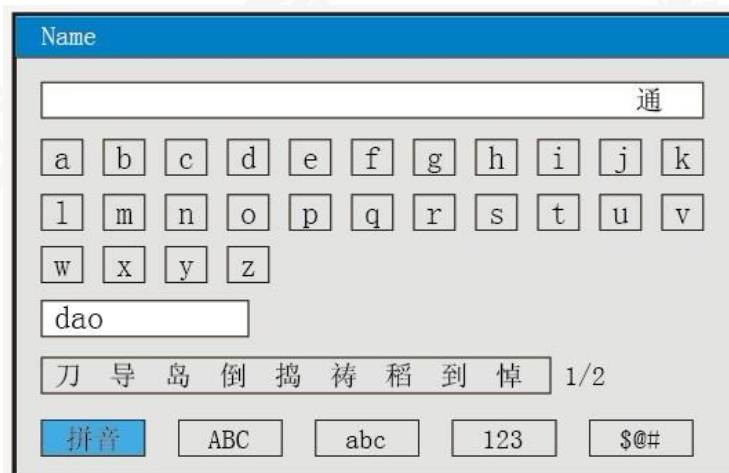 Name
通
a b c d e f g h i j k
l m n o p q r s t u v
w x y z
dao
刀 导 岛 倒 捣 祷 稻 到 悼 1/2
拼音 ABC abc 123 $@#